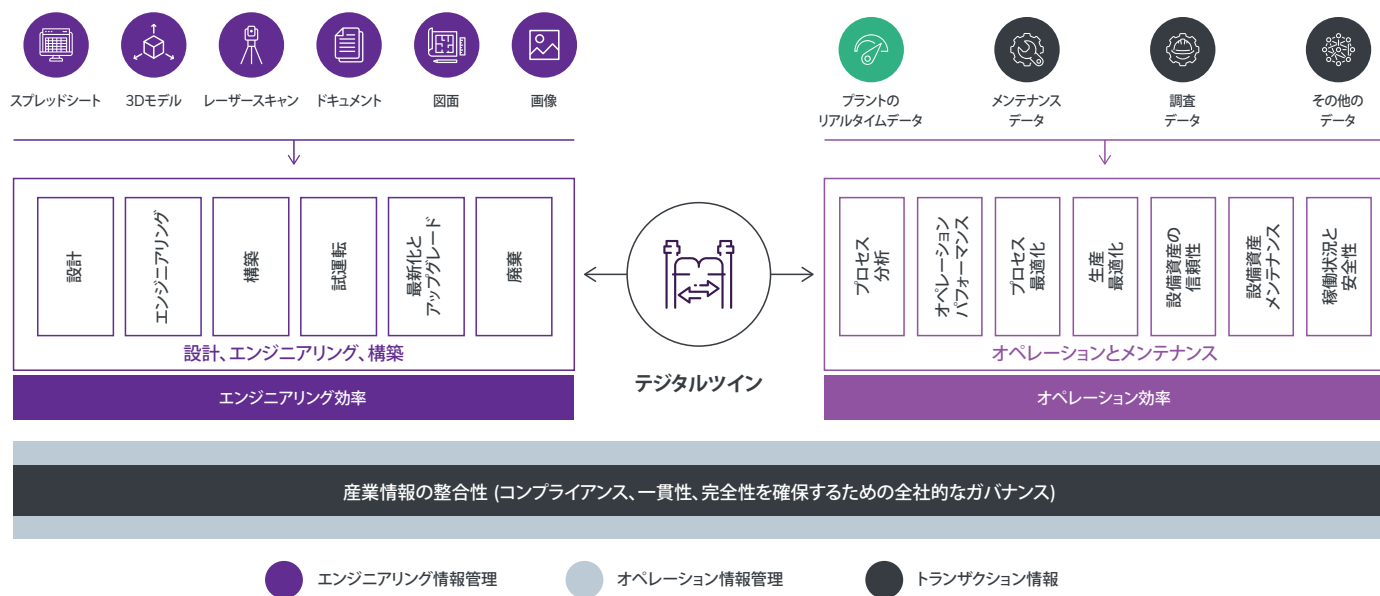 スプレッドシート
3Dモデル
レーザースキャン
ドキュメント
図面
画像
プラントの
リアルタイムデータ
メンテナンス
データ
調査
データ
その他の
データ
設計
エンジニアリング
構築
試運転
最新化と
アップグレード
廃棄
設計、エンジニアリング、構築
エンジニアリング効率
テジタルツイン
プロセス
分析
オペレーション
パフォーマンス
プロセス
最適化
生産
最適化
設備資産の
信頼性
設備資産
メンテナンス
稼働状況と
安全性
オペレーションとメンテナンス
オペレーション効率
産業情報の整合性 (コンプライアンス、一貫性、完全性を確保するための全社的なガバナンス)
エンジニアリング情報管理
オペレーション情報管理
トランザクション情報